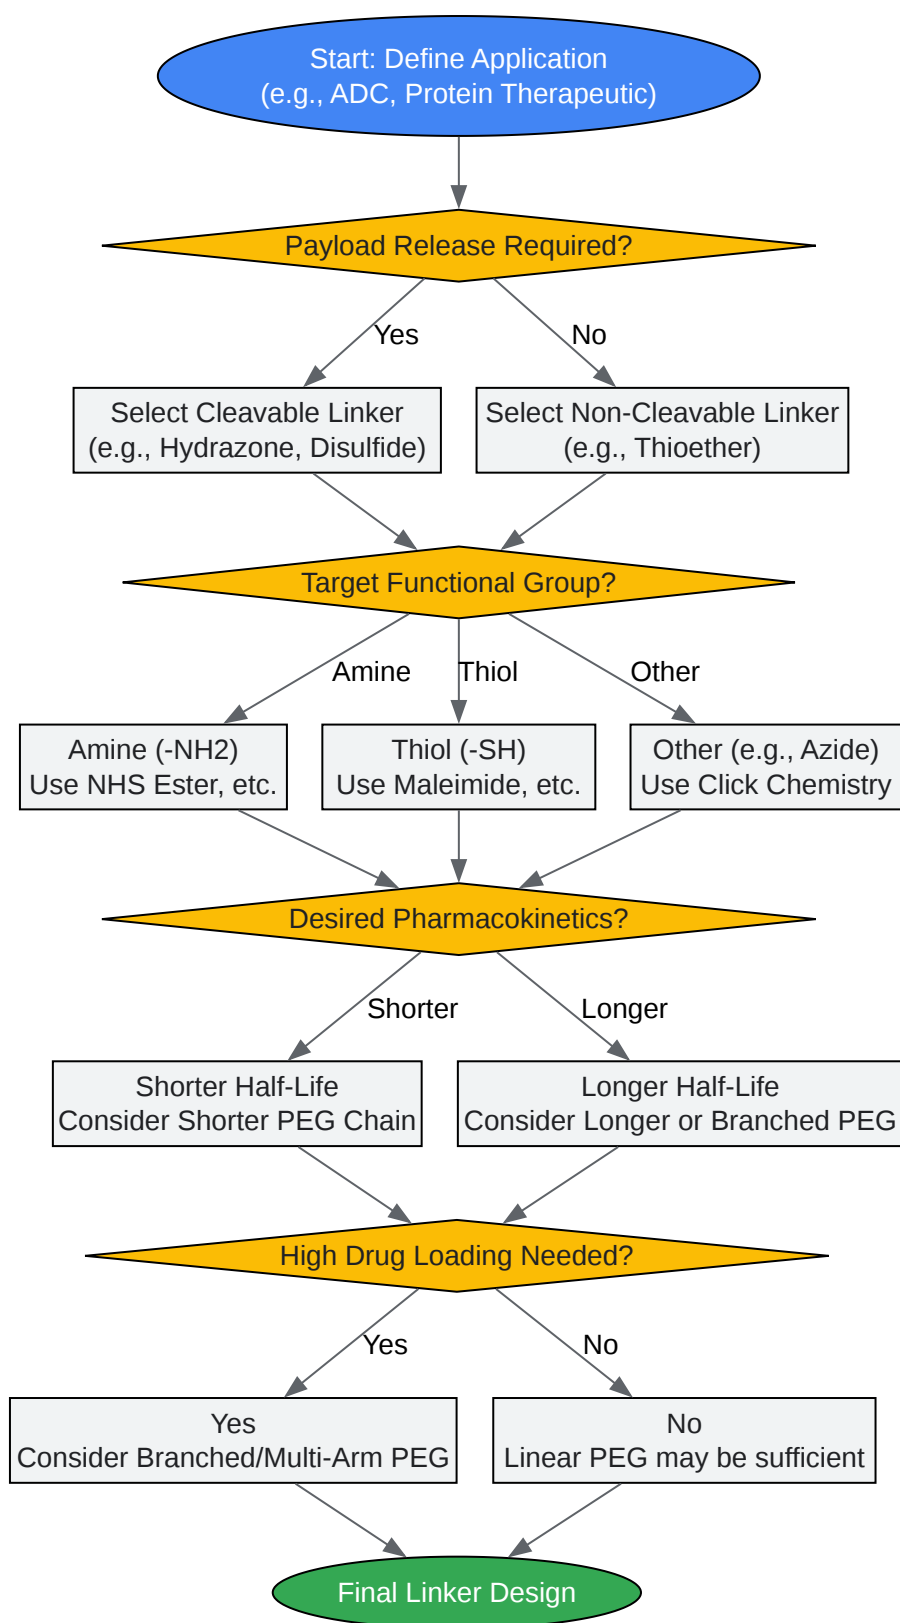 Start: Define Application
(e.g., ADC, Protein Therapeutic)
Payload Release Required?
Yes
No
Select Cleavable Linker
(e.g., Hydrazone, Disulfide)
Select Non-Cleavable Linker
(e.g., Thioether)
Target Functional Group?
Amine
Thiol
Other
Amine (-NH2)
Use NHS Ester, etc.
Thiol (-SH)
Use Maleimide, etc.
Other (e.g., Azide)
Use Click Chemistry
Desired Pharmacokinetics?
Shorter
Longer
Shorter Half-Life
Consider Shorter PEG Chain
Longer Half-Life
Consider Longer or Branched PEG
High Drug Loading Needed?
Yes
No
Yes
Consider Branched/Multi-Arm PEG
No
Linear PEG may be sufficient
Final Linker Design